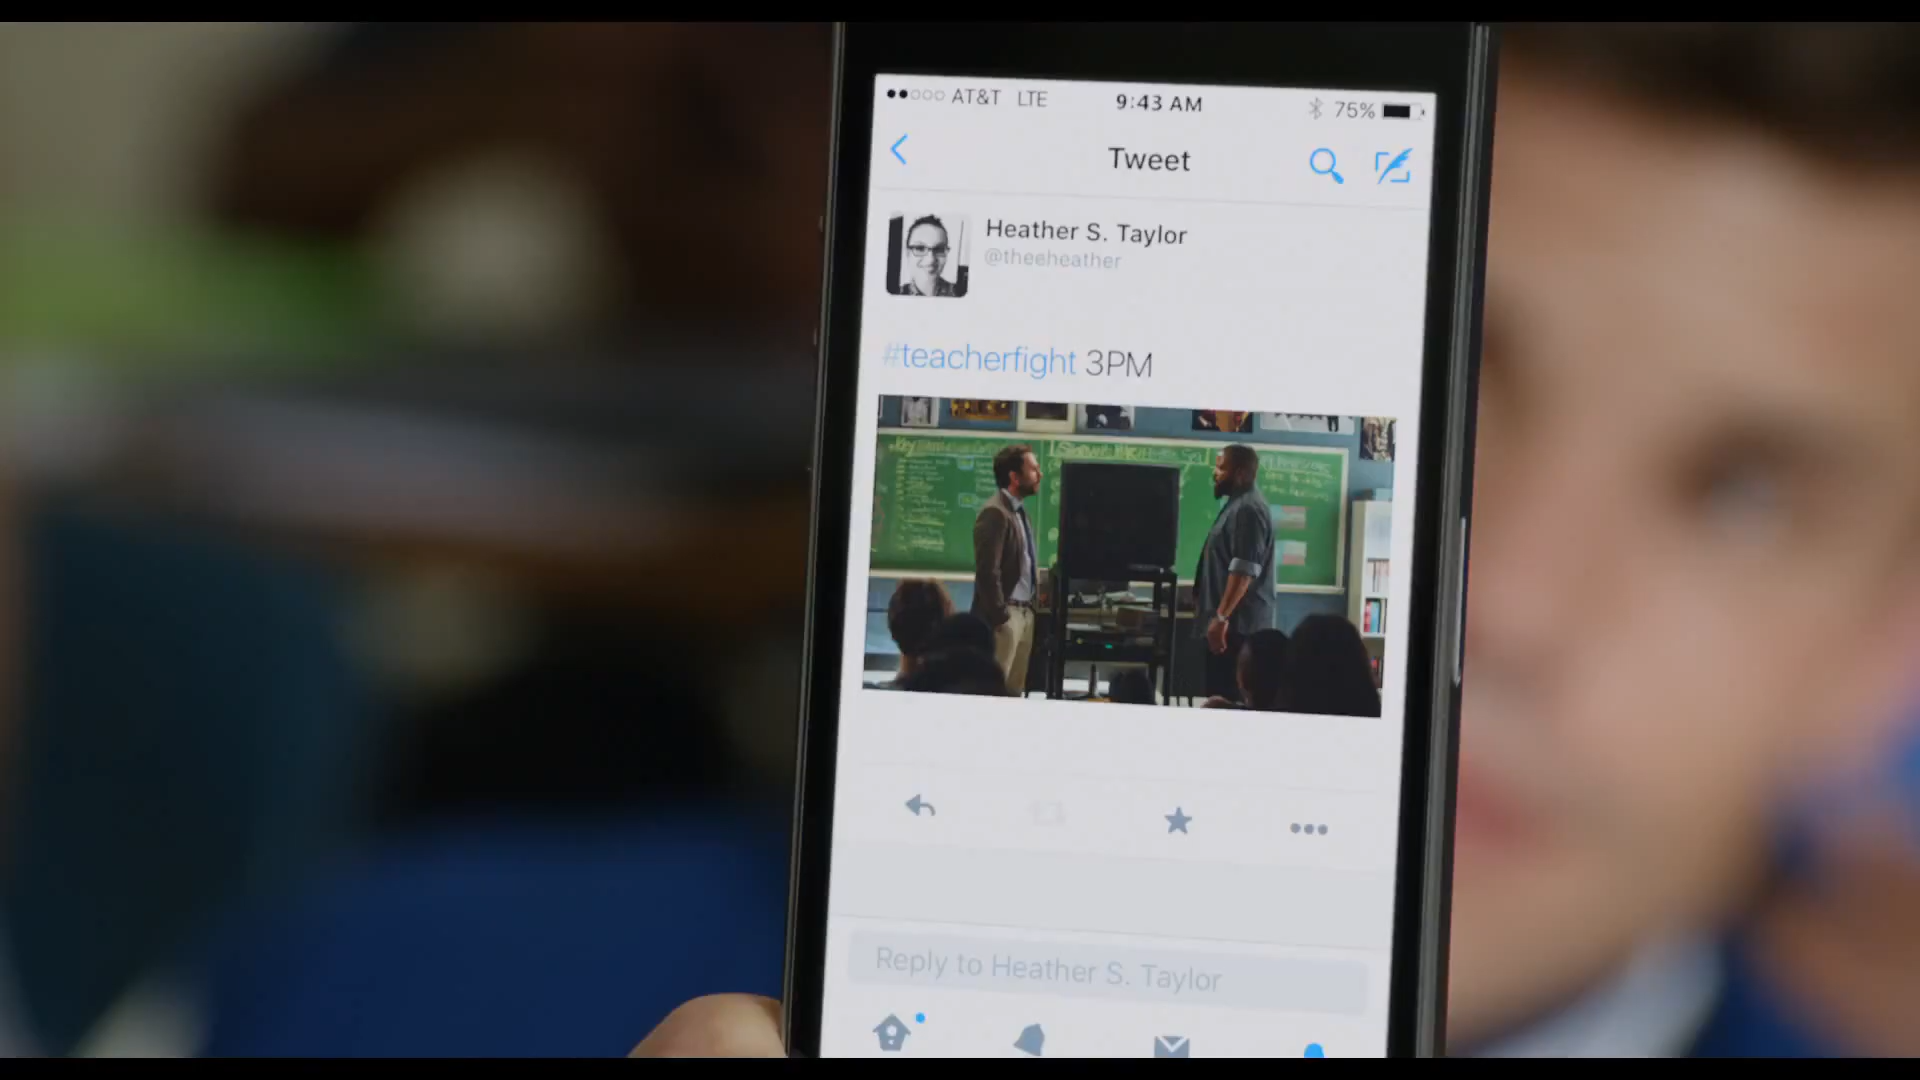 AT&T LTE 9:43 AM 75%
Tweet
Heather S. Taylor
@theeheather
#teacherfight 3PM
Reply to Heather S. Taylor